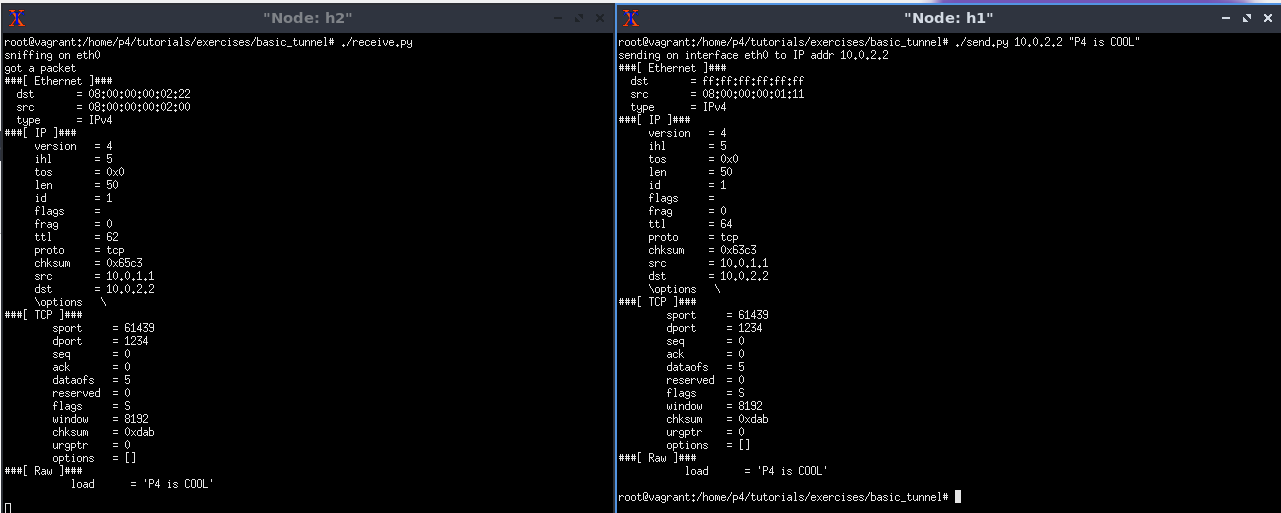 "Node: h2"
root@vagrant:/home/p4/tutorials/exercises/basic_tunnel# ./receive.py
sniffing on eth0
got a packet
###[ Ethernet ]###
  dst       = 08:00:00:00:02:22
  src       = 08:00:00:00:02:00
  type      = IPv4
###[ IP ]###
     version   = 4
     ihl       = 5
     tos       = 0x0
     len       = 50
     id        = 1
     flags     =
     frag      = 0
     ttl       = 62
     proto     = tcp
     chksum    = 0x65c3
     src       = 10.0.1.1
     dst       = 10.0.2.2
     \options   \
###[ TCP ]###
        sport     = 61439
        dport     = 1234
        seq       = 0
        ack       = 0
        dataofs   = 5
        reserved  = 0
        flags     = S
        window    = 8192
        chksum    = 0xdab
        urgptr    = 0
        options   = []
###[ Raw ]###
           load      = 'P4 is COOL'
"Node: h1"
root@vagrant:/home/p4/tutorials/exercises/basic_tunnel# ./send.py 10.0.2.2 "P4 is COOL"
sending on interface eth0 to IP addr 10.0.2.2
###[ Ethernet ]###
  dst       = ff:ff:ff:ff:ff:ff
  src       = 08:00:00:00:01:11
  type      = IPv4
###[ IP ]###
     version   = 4
     ihl       = 5
     tos       = 0x0
     len       = 50
     id        = 1
     flags     =
     frag      = 0
     ttl       = 64
     proto     = tcp
     chksum    = 0x63c3
     src       = 10.0.1.1
     dst       = 10.0.2.2
     \options   \
###[ TCP ]###
        sport     = 61439
        dport     = 1234
        seq       = 0
        ack       = 0
        dataofs   = 5
        reserved  = 0
        flags     = S
        window    = 8192
        chksum    = 0xdab
        urgptr    = 0
        options   = []
###[ Raw ]###
           load      = 'P4 is COOL'
root@vagrant:/home/p4/tutorials/exercises/basic_tunnel#